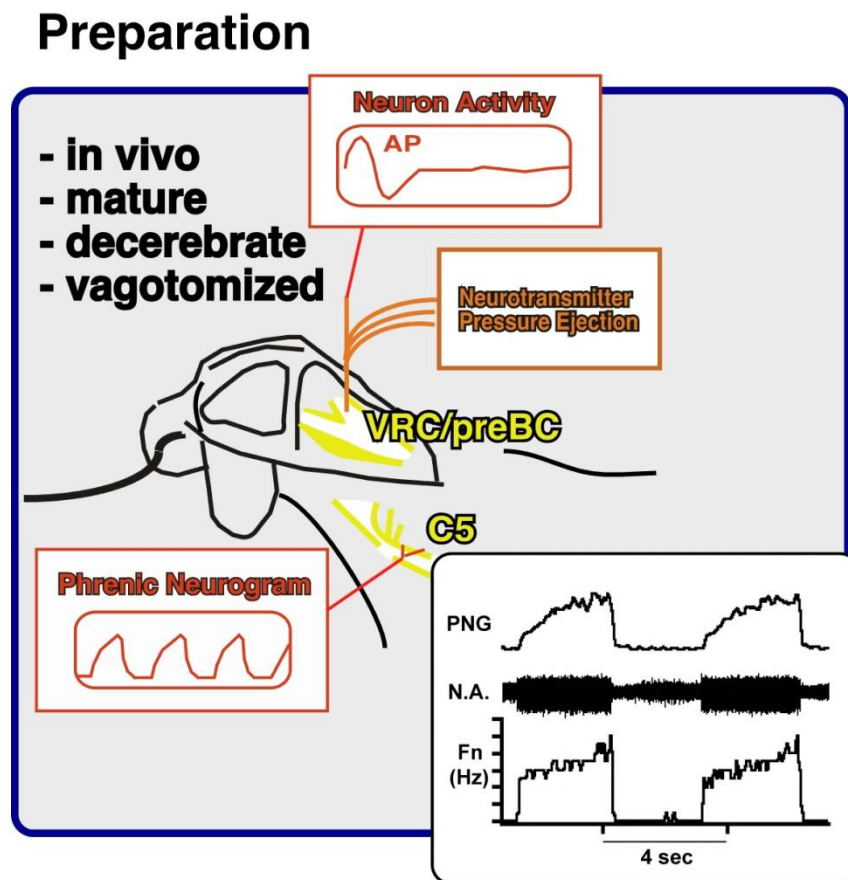 Preparation
Neuron Activity
AP
- in vivo
- mature
- decerebrate
- vagotomized
Neurotransmitter
Pressure Ejection
VRC/preBC
C5
Phrenic Neurogram
PNG
N.A.
Fn
(Hz)
4 sec